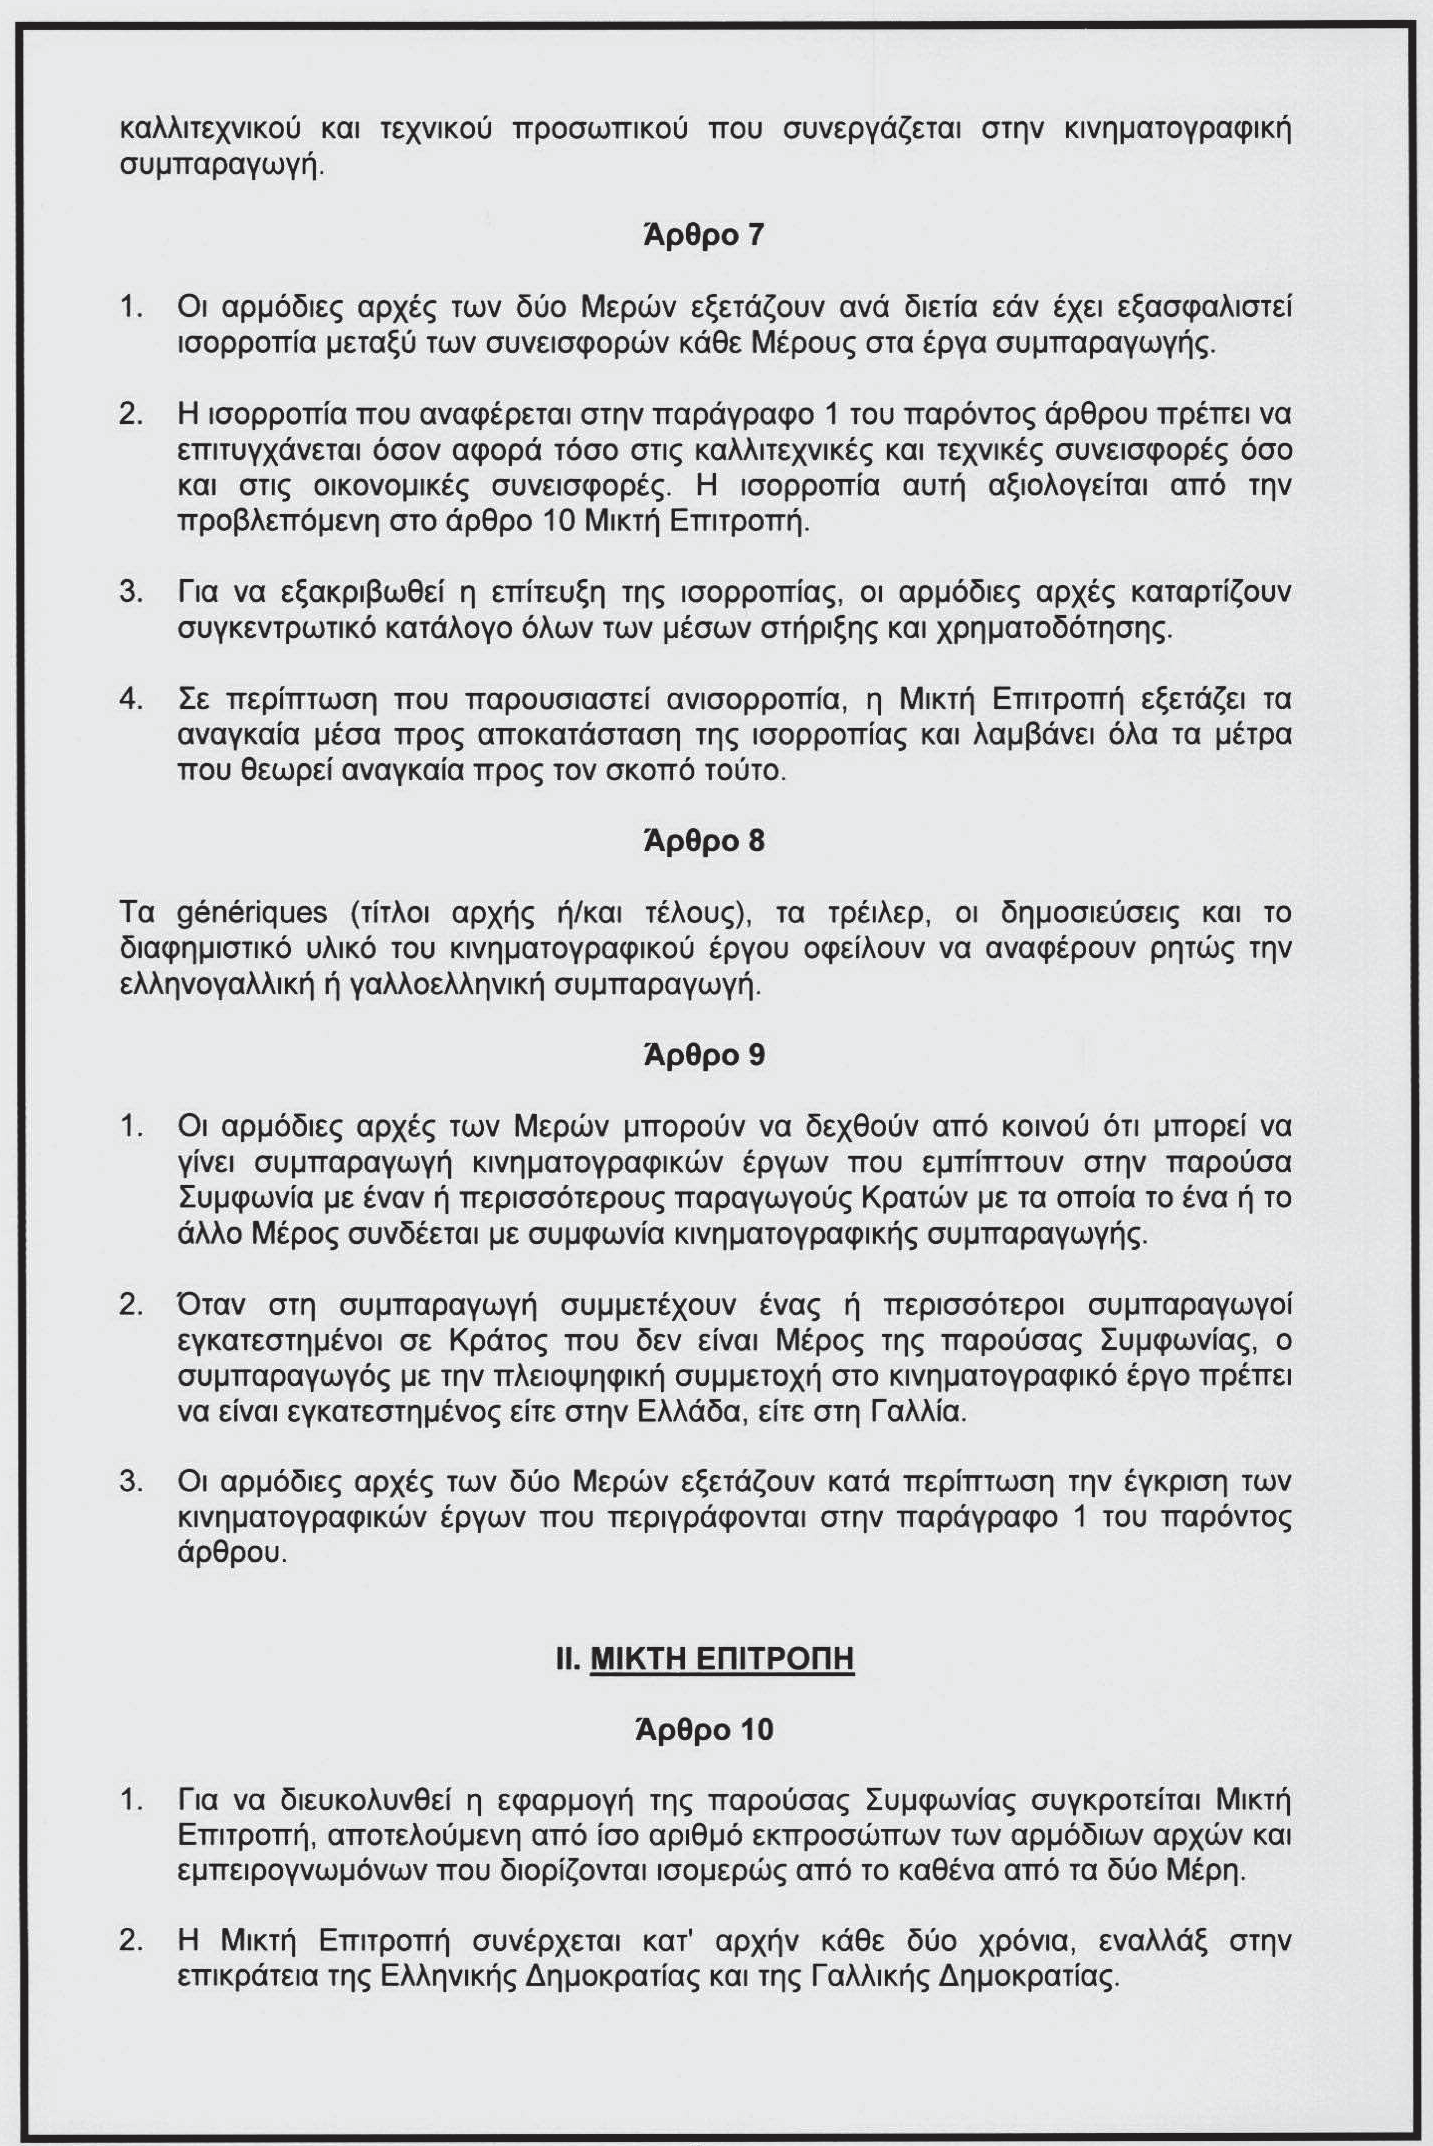 καλλιτεχνικού και τεχνικού προσωπικού που συνεργάζεται στην κινηματογραφική
συμπαραγωγή.
Άρθρο 7
1. Οι αρμόδιες αρχές των δύο Μερών εξετάζουν ανά διετία εάν έχει εξασφαλιστεί
ισορροπία μεταξύ των συνεισφορών κάθε Μέρους στα έργα συμπαραγωγής.
2. Η ισορροπία που αναφέρεται στην παράγραφο 1 του παρόντος άρθρου πρέπει να
επιτυγχάνεται όσον αφορά τόσο στις καλλιτεχνικές και τεχνικές συνεισφορές όσο
και στις οικονομικές συνεισφορές. Η ισορροπία αυτή αξιολογείται από την
προβλεπόμενη στο άρθρο 10 Μικτή Επιτροπή.
3. Για να εξακριβωθεί η επίτευξη της ισορροπίας, οι αρμόδιες αρχές καταρτίζουν
συγκεντρωτικό κατάλογο όλων των μέσων στήριξης και χρηματοδότησης.
4. Σε περίπτωση που παρουσιαστεί ανισορροπία, η Μικτή Επιτροπή εξετάζει τα
αναγκαία μέσα προς αποκατάσταση της ισορροπίας και λαμβάνει όλα τα μέτρα
που θεωρεί αναγκαία προς τον σκοπό τούτο.
Άρθρο 8
Τα génériques (τίτλοι αρχής ή/και τέλους), τα τρέιλερ, οι δημοσιεύσεις και το
διαφημιστικό υλικό του κινηματογραφικού έργου οφείλουν να αναφέρουν ρητώς την
ελληνογαλλική ή γαλλοελληνική συμπαραγωγή.
Άρθρο 9
1. Οι αρμόδιες αρχές των Μερών μπορούν να δεχθούν από κοινού ότι μπορεί να
γίνει συμπαραγωγή κινηματογραφικών έργων που εμπίπτουν στην παρούσα
Συμφωνία με έναν ή περισσότερους παραγωγούς Κρατών με τα οποία το ένα ή το
άλλο Μέρος συνδέεται με συμφωνία κινηματογραφικής συμπαραγωγής.
2. Όταν στη συμπαραγωγή συμμετέχουν ένας ή περισσότεροι συμπαραγωγοί
εγκατεστημένοι σε Κράτος που δεν είναι Μέρος της παρούσας Συμφωνίας, ο
συμπαραγωγός με την πλειοψηφική συμμετοχή στο κινηματογραφικό έργο πρέπει
να είναι εγκατεστημένος είτε στην Ελλάδα, είτε στη Γαλλία.
3. Οι αρμόδιες αρχές των δύο Μερών εξετάζουν κατά περίπτωση την έγκριση των
κινηματογραφικών έργων που περιγράφονται στην παράγραφο 1 του παρόντος
άρθρου.
II. ΜΙΚΤΗ ΕΠΙΤΡΟΠΗ
Άρθρο 10
1. Για να διευκολυνθεί η εφαρμογή της παρούσας Συμφωνίας συγκροτείται Μικτή
Επιτροπή, αποτελούμενη από ίσο αριθμό εκπροσώπων των αρμόδιων αρχών και
εμπειρογνωμόνων που διορίζονται ισομερώς από το καθένα από τα δύο Μέρη.
2. Η Μικτή Επιτροπή συνέρχεται κατ' αρχήν κάθε δύο χρόνια, εναλλάξ στην
επικράτεια της Ελληνικής Δημοκρατίας και της Γαλλικής Δημοκρατίας.